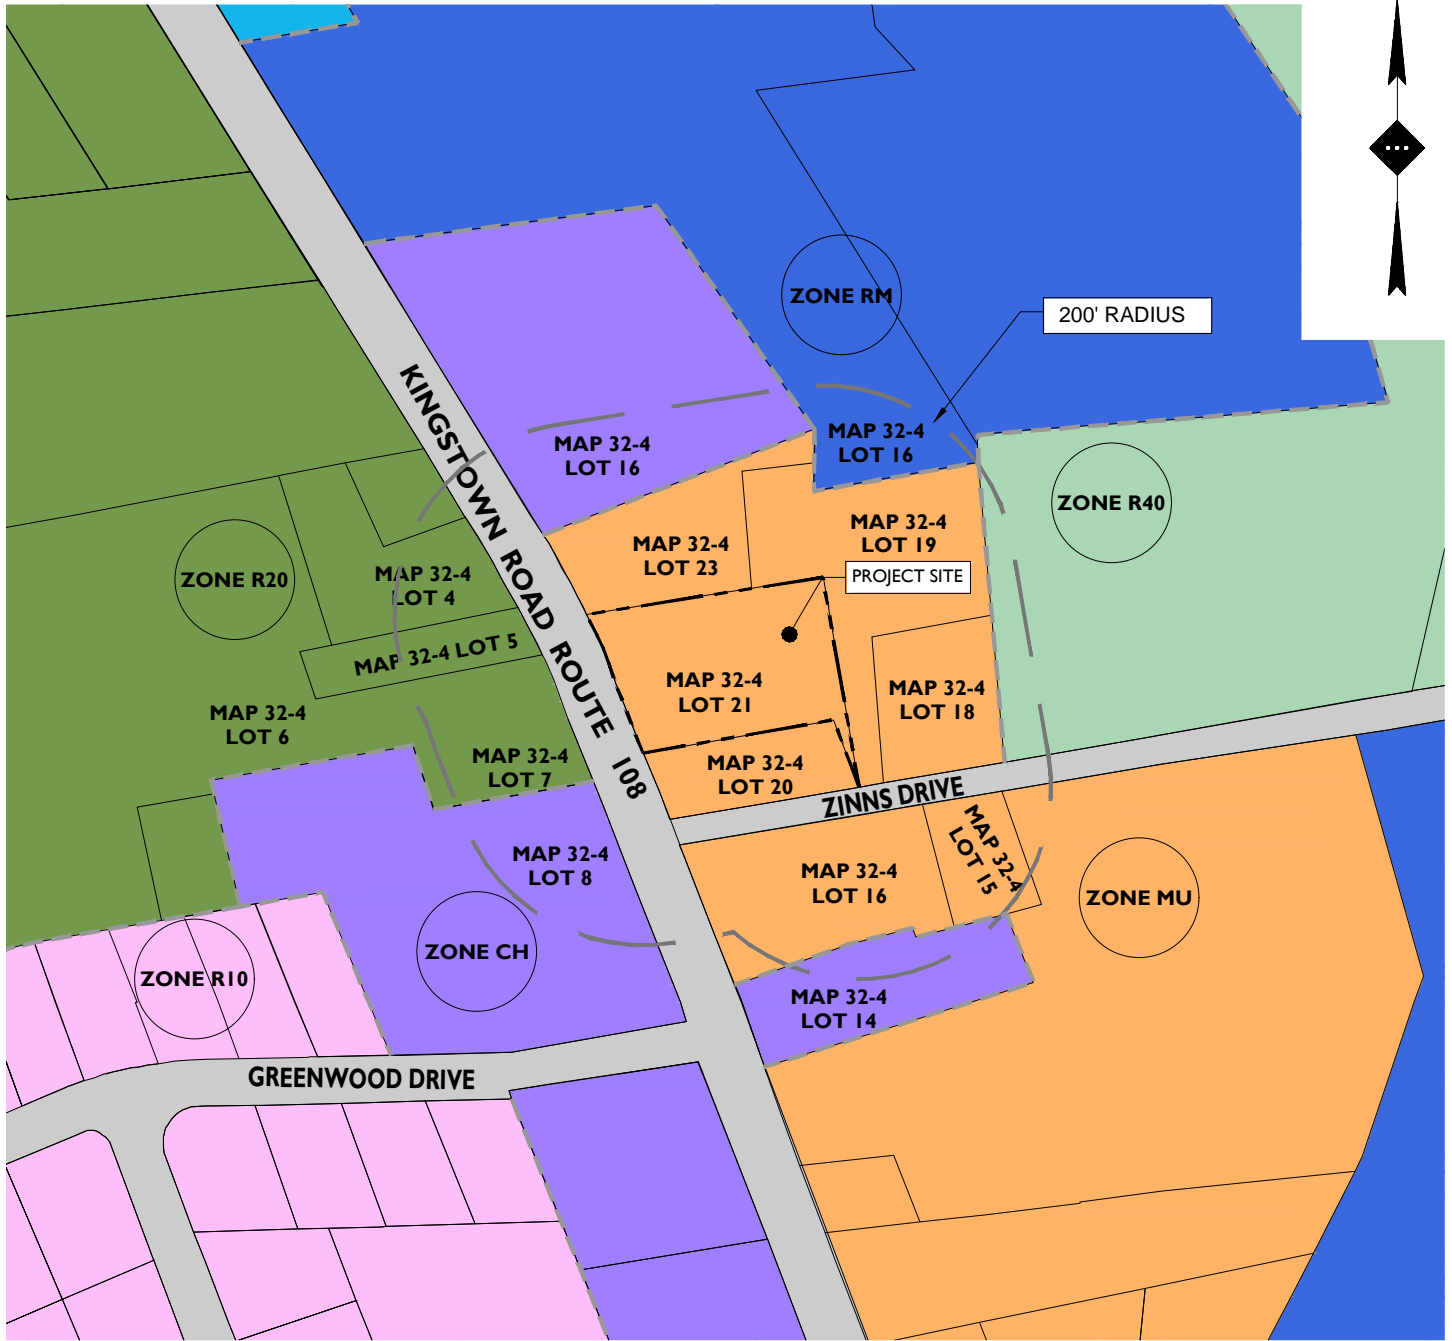 ZONE RM
200' RADIUS
KINGSTOWN ROAD ROUTE 108
MAP 32-4
LOT 16
MAP 32-4
LOT 16
ZONE R40
MAP 32-4
LOT 23
MAP 32-4
LOT 19
PROJECT SITE
ZONE R20
MAP 32-4
LOT 4
MAP 32-4 LOT 5
MAP 32-4
LOT 21
MAP 32-4
LOT 18
MAP 32-4
LOT 6
MAP 32-4
LOT 7
MAP 32-4
LOT 20
ZINNS DRIVE
MAP 32-4
LOT 8
MAP 32-4
LOT 16
MAP 32-4
LOT 15
ZONE MU
ZONE CH
ZONE R10
MAP 32-4
LOT 14
GREENWOOD DRIVE